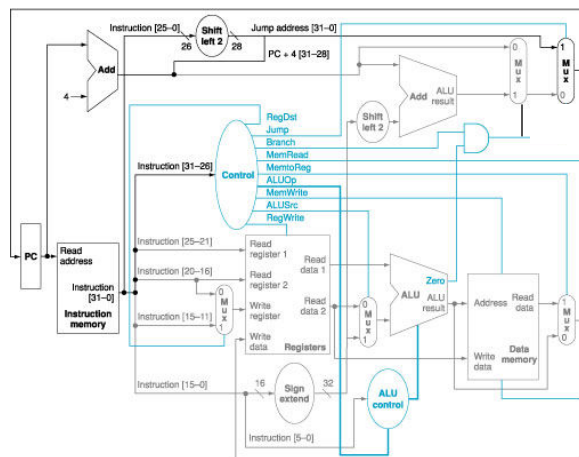 Instruction [25–0]
Shift
left 2
Jump address [31–0]
26
28
PC + 4 [31–28]
Add
4
0
M
u
x
1
1
M
u
x
0
Add
ALU
result
Shift
left 2
RegDst
Jump
Branch
MemRead
MemtoReg
ALUOp
MemWrite
ALUSrc
RegWrite
Instruction [31–26]
Control
PC
Read
address
Instruction
[31–0]
Instruction
memory
Instruction [25–21]
Instruction [20–16]
Instruction [15–11]
0
M
u
x
1
Read
register 1
Read
register 2
Write
register
Write
data
Read
data 1
Read
data 2
Registers
0
M
u
x
1
Zero
ALU
ALU
result
Address
Read
data
Write
data
Data
memory
1
M
u
x
0
Instruction [15–0]
16
Sign
extend
32
ALU
control
Instruction [5–0]